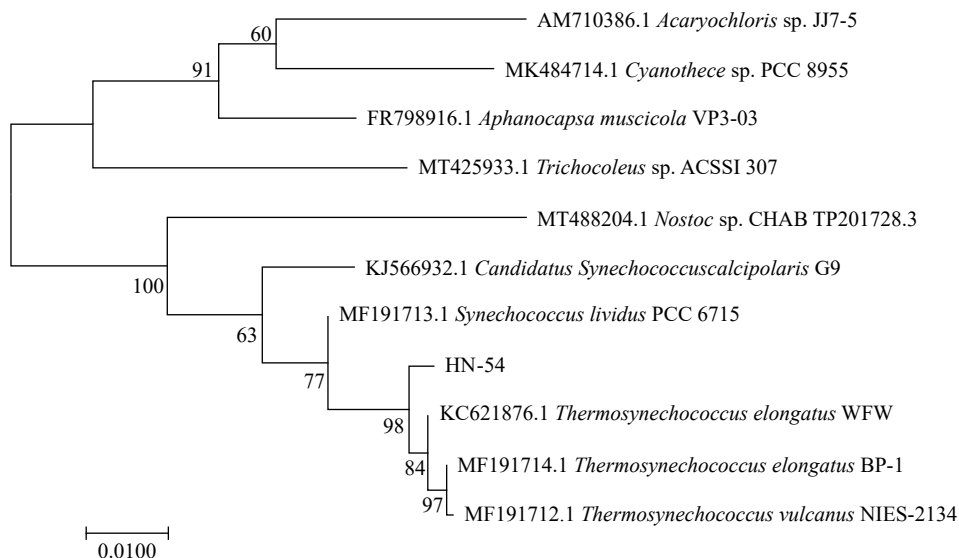 AM710386.1 Acaryochloris sp. JJ7-5
60
MK484714.1 Cyanothece sp. PCC 8955
91
FR798916.1 Aphanocapsa muscicola VP3-03
MT425933.1 Trichocoleus sp. ACSSI 307
MT488204.1 Nostoc sp. CHAB TP201728.3
100
KJ566932.1 Candidatus Synechococcuscalcipolaris G9
63
MF191713.1 Synechococcus lividus PCC 6715
77
HN-54
98
KC621876.1 Thermosynechococcus elongatus WFW
84
MF191714.1 Thermosynechococcus elongatus BP-1
97
MF191712.1 Thermosynechococcus vulcanus NIES-2134
0.0100